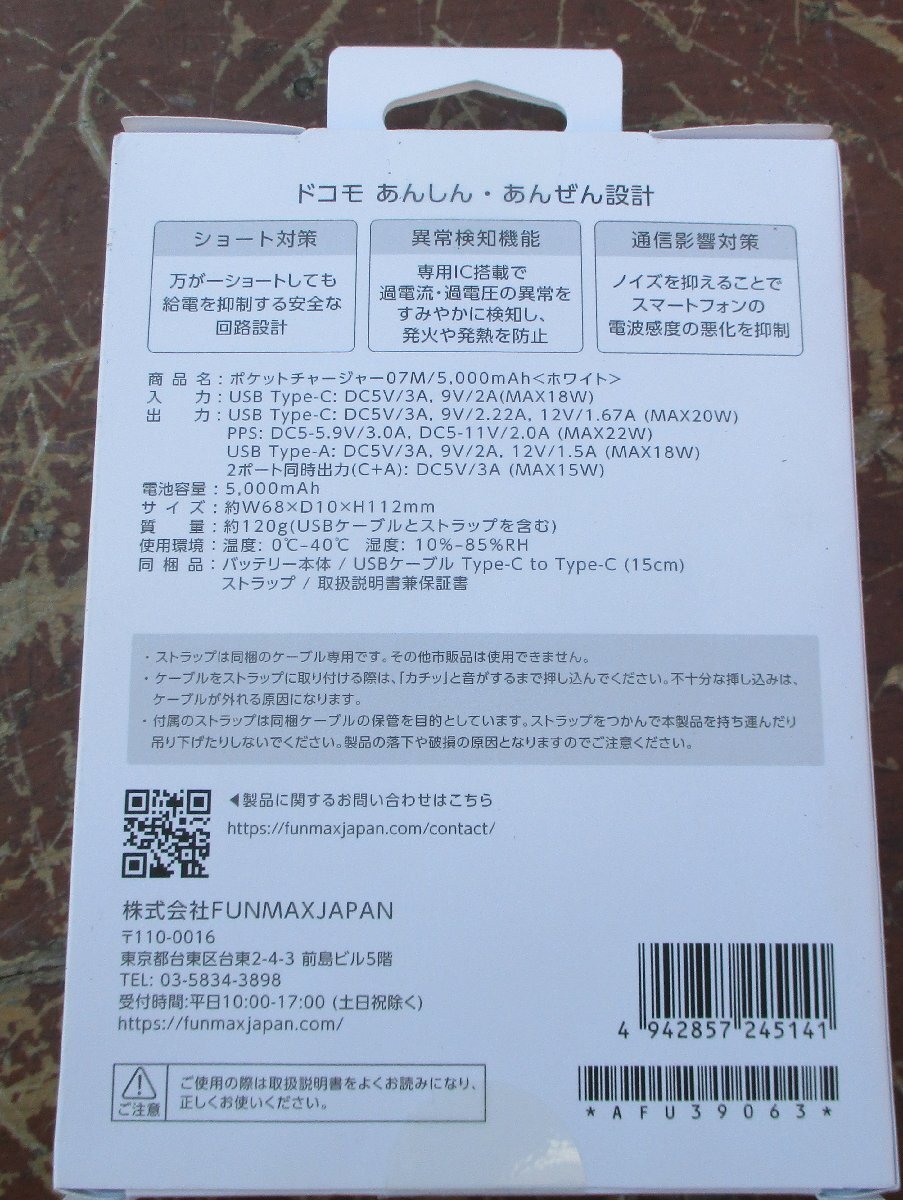 ドコモ あんしん・あんぜん設計
ショート対策
万が一ショートしても
給電を抑制する安全な
回路設計
異常検知機能
専用IC搭載で
過電流・過電圧の異常を
すみやかに検知し、
発火や発熱を防止
通信影響対策
ノイズを抑えることで
スマートフォンの
電波感度の悪化を抑制
商品名：ポケットチャージャー07M/5,000mAh<ホワイト>
入力：USB Type-C: DC5V/3A, 9V/2A(MAX18W)
出力：USB Type-C: DC5V/3A, 9V/2.22A, 12V/1.67A (MAX20W)
PPS: DC5-5.9V/3.0A, DC5-11V/2.0A (MAX22W)
USB Type-A: DC5V/3A, 9V/2A, 12V/1.5A (MAX18W)
2ポート同時出力(C+A): DC5V/3A (MAX15W)
電池容量：5,000mAh
サイズ：約W68×D10×H112mm
質量：約120g(USBケーブルとストラップを含む)
使用環境：温度: 0℃-40℃ 湿度: 10%-85%RH
同梱品：バッテリー本体 / USBケーブル Type-C to Type-C (15cm)
ストラップ / 取扱説明書兼保証書
・ストラップは同梱のケーブル専用です。その他市販品は使用できません。
・ケーブルをストラップに取り付ける際は、「カチッ」と音がするまで押し込んでください。不十分な挿し込みは、
ケーブルが外れる原因になります。
・付属のストラップは同梱ケーブルの保管を目的としています。ストラップをつかんで本製品を持ち運んだり
吊り下げたりしないでください。製品の落下や破損の原因となりますのでご注意ください。
◀製品に関するお問い合わせはこちら
https://funmaxjapan.com/contact/
株式会社FUNMAXJAPAN
〒110-0016
東京都台東区台東2-4-3 前島ビル5階
TEL: 03-5834-3898
受付時間:平日10:00-17:00 (土日祝除く)
https://funmaxjapan.com/
4 942857 245141
ご注意
ご使用の際は取扱説明書をよくお読みになり、
正しくお使いください。
*AFU39063*